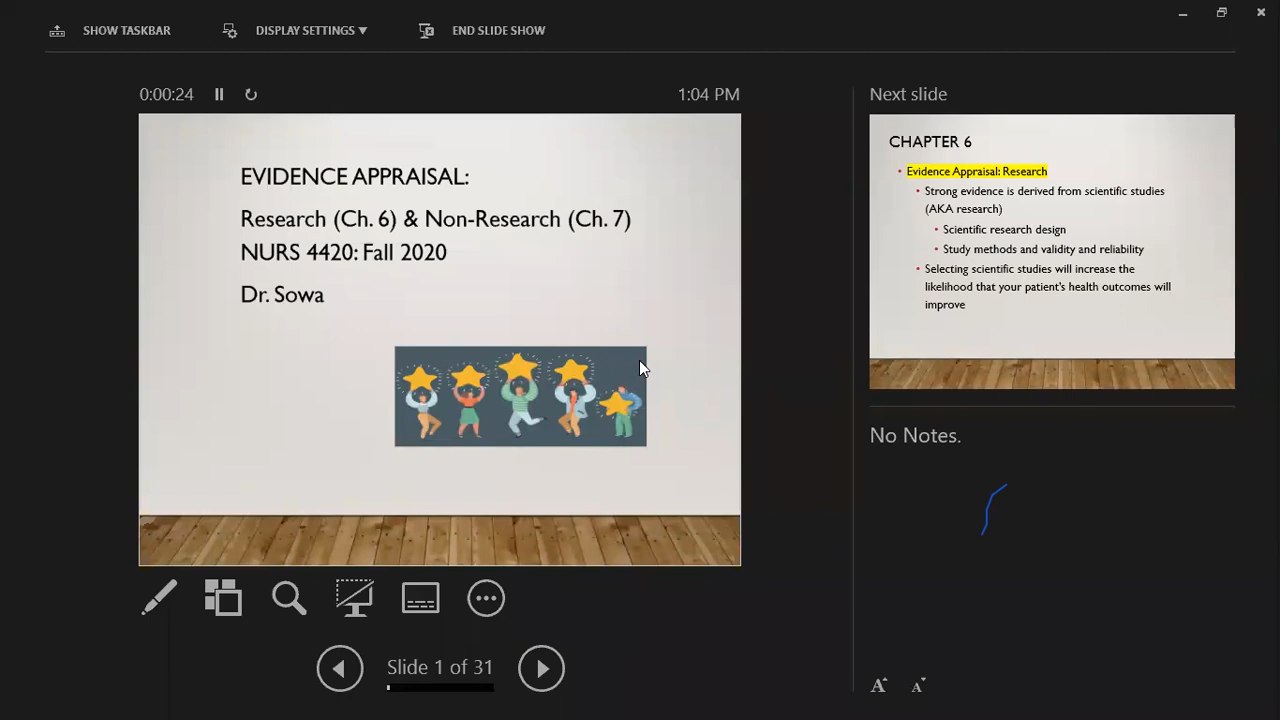 SHOW TASKBAR
DISPLAY SETTINGS ▼
END SLIDE SHOW
0:00:24
1:04 PM
EVIDENCE APPRAISAL:
Research (Ch. 6) & Non-Research (Ch. 7)
NURS 4420: Fall 2020
Dr. Sowa
Slide 1 of 31
Next slide
CHAPTER 6
• Evidence Appraisal: Research
• Strong evidence is derived from scientific studies
(AKA research)
• Scientific research design
• Study methods and validity and reliability
• Selecting scientific studies will increase the
likelihood that your patient's health outcomes will
improve
No Notes.
A A